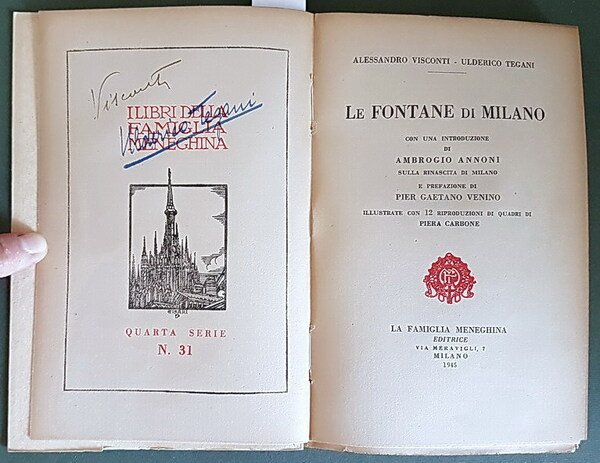 Visconti
I LIBRI DELLA
FAMIGLIA
MENEGHINA
Ulderico Tegani
QUARTA SERIE
N. 31
ALESSANDRO VISCONTI - ULDERICO TEGANI
LE FONTANE DI MILANO
CON UNA INTRODUZIONE
DI
AMBROGIO ANNONI
SULLA RINASCITA DI MILANO
E PREFAZIONE DI
PIER GAETANO VENINO
ILLUSTRATE CON 12 RIPRODUZIONI DI QUADRI DI
PIERA CARBONE
LA FAMIGLIA MENEGHINA
EDITRICE
VIA MERAVIGLI, 7
MILANO
1945